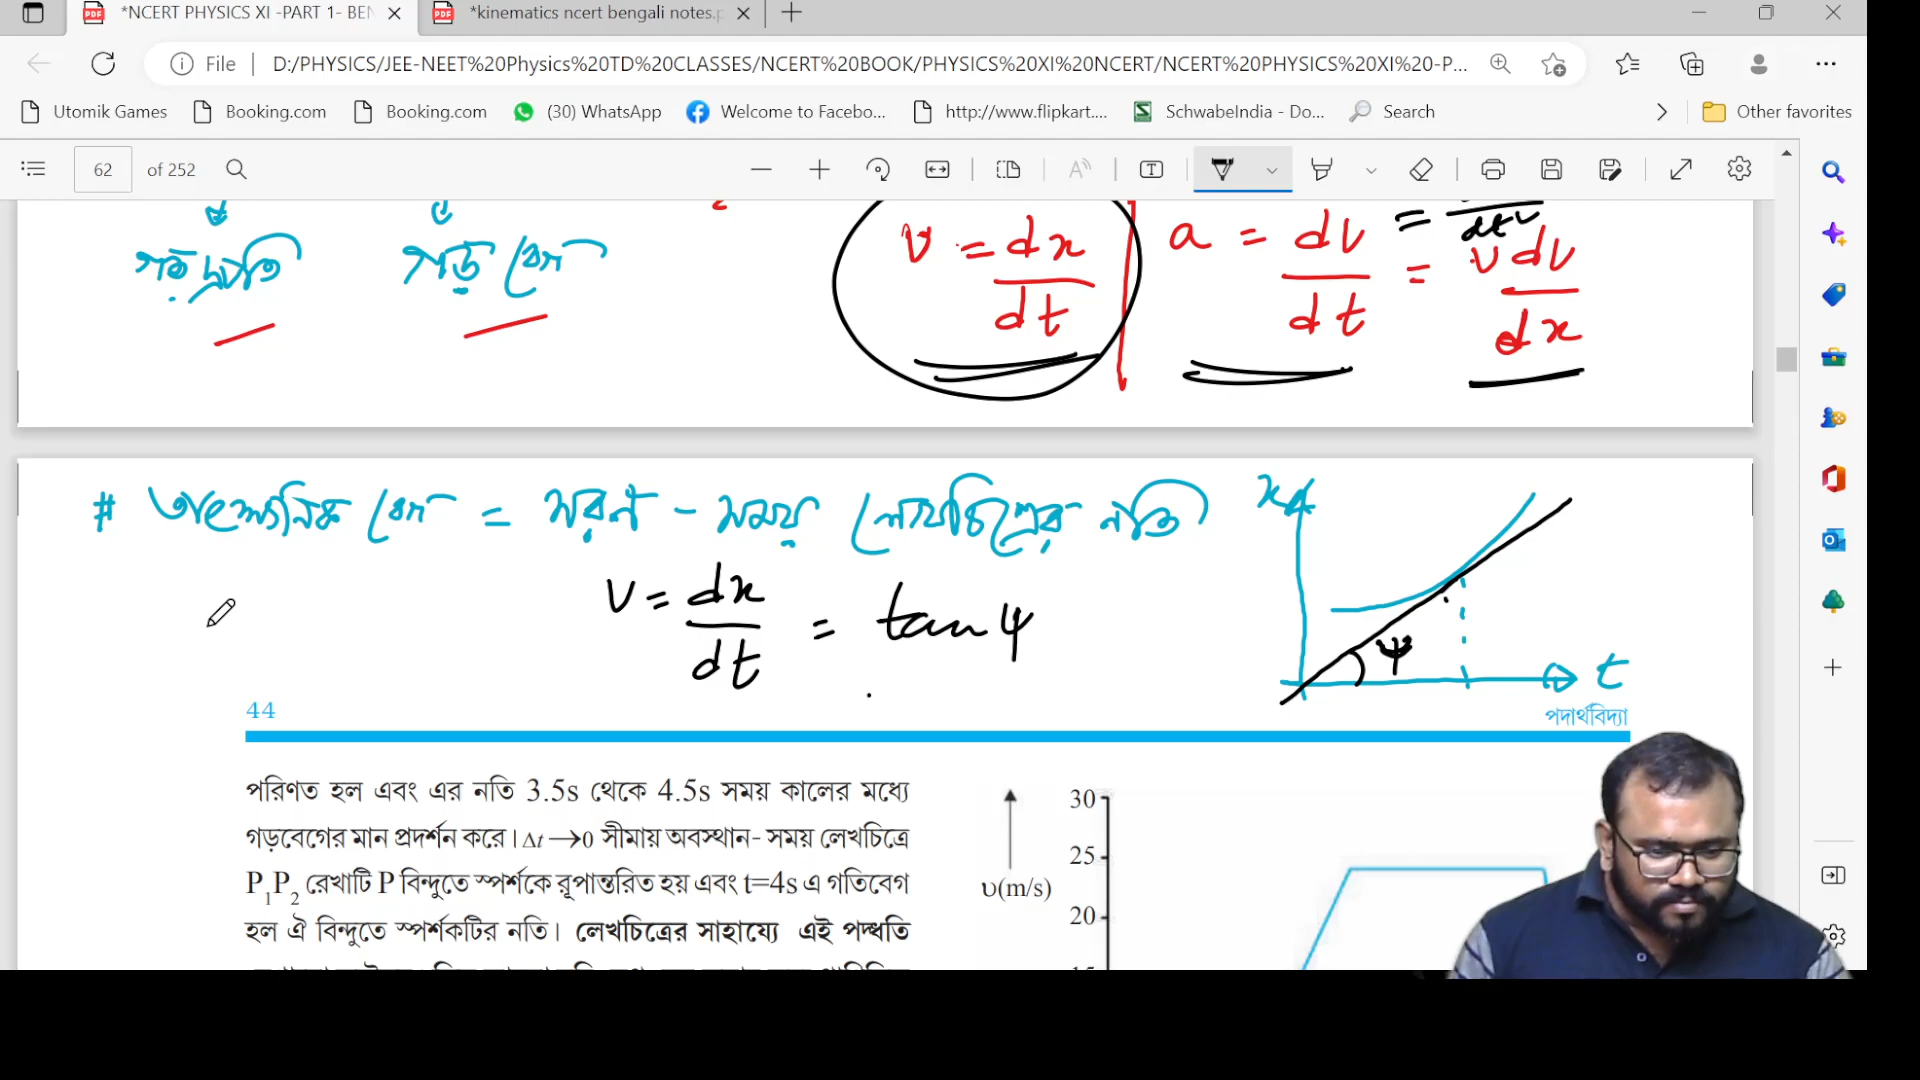 *NCERT PHYSICS XI -PART 1- BEN
*kinematics ncert bengali notes.p
File
D:/PHYSICS/JEE-NEET%20Physics%20TD%20CLASSES/NCERT%20BOOK/PHYSICS%20XI%20NCERT/NCERT%20PHYSICS%20XI%20-P...
Utomik Games
Booking.com
Booking.com
(30) WhatsApp
Welcome to Facebo...
http://www.flipkart....
SchwabeIndia - Do...
Search
Other favorites
62 of 252
গড় দ্রুতি গড় বেগ
v = dx/dt
a = dv/dt = v dv/dx
# তাৎক্ষণিক বেগ = সরণ - সময় লেখচিত্রের নতি
x
v = dx/dt = tan ψ
ψ
t
44
পদার্থবিদ্যা
পরিণত হল এবং এর নতি 3.5s থেকে 4.5s সময় কালের মধ্যে
গড়বেগের মান প্রদর্শন করে। Δt →0 সীমায় অবস্থান- সময় লেখচিত্রে
P₁P₂ রেখাটি P বিন্দুতে স্পর্শকে রূপান্তরিত হয় এবং t=4s এ গতিবেগ
হল ঐ বিন্দুতে স্পর্শকটির নতি। লেখচিত্রের সাহায্যে এই পদ্ধতি
30
25
υ(m/s)
20